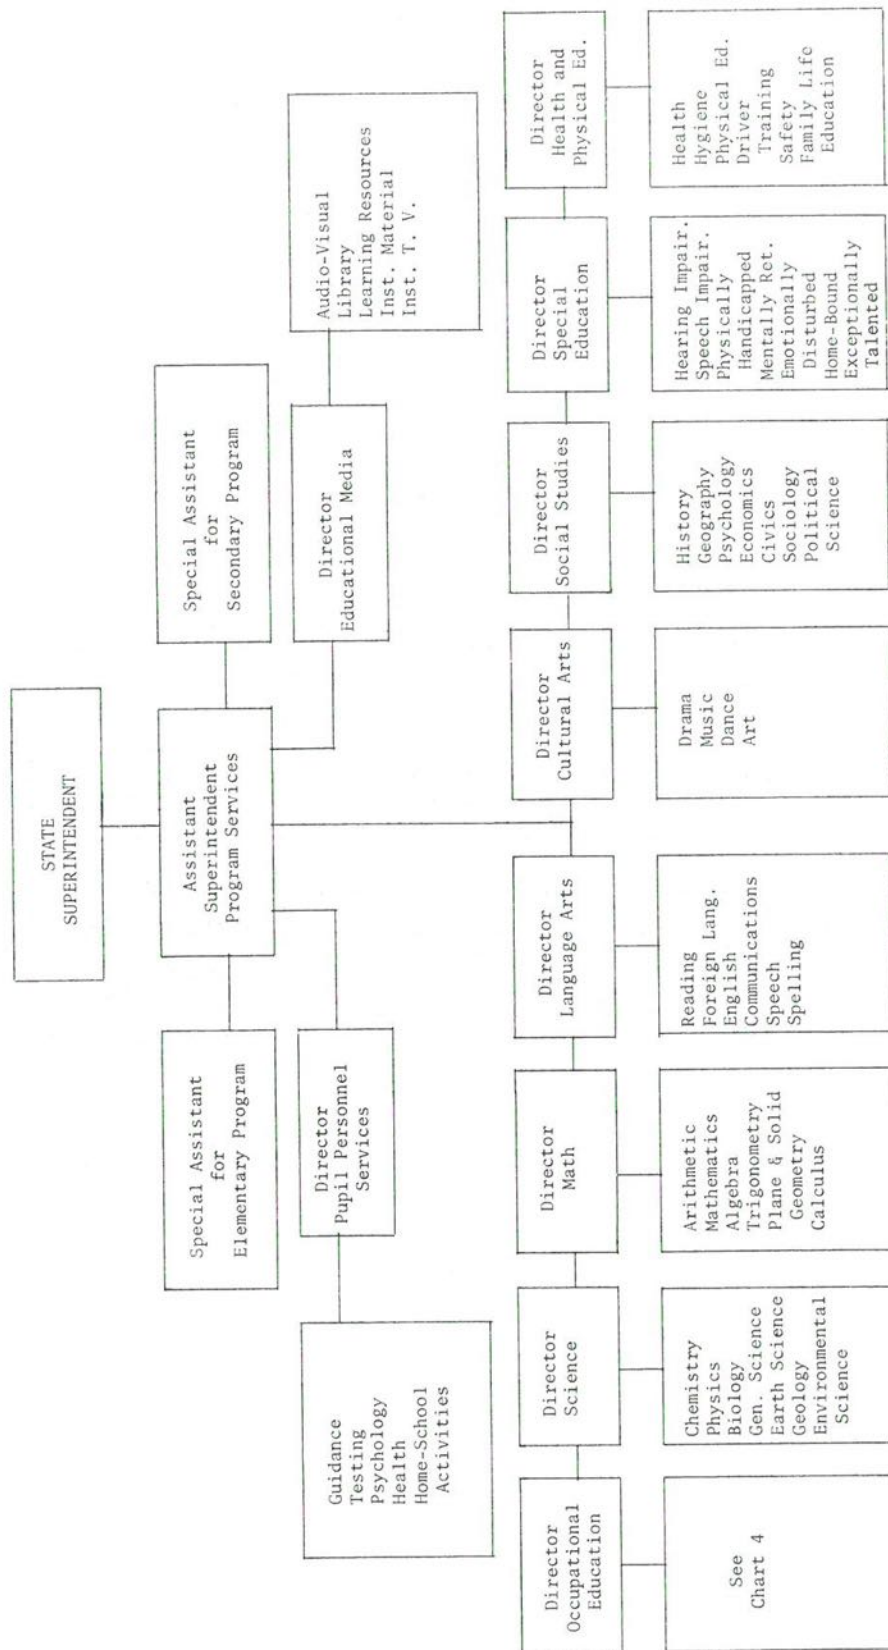 STATE
SUPERINTENDENT
Special Assistant
for
Elementary Program
Assistant
Superintendent
Program Services
Special Assistant
for
Secondary Program
Guidance
Testing
Psychology
Health
Home-School
Activities
Director
Pupil Personnel
Services
Director
Educational Media
Audio-Visual
Library
Learning Resources
Inst. Material
Inst. T. V.
Director
Occupational
Education
See
Chart 4
Director
Science
Chemistry
Physics
Biology
Gen. Science
Earth Science
Geology
Environmental
Science
Director
Math
Arithmetic
Mathematics
Algebra
Trigonometry
Plane & Solid
Geometry
Calculus
Director
Language Arts
Reading
Foreign Lang.
English
Communications
Speech
Spelling
Director
Cultural Arts
Drama
Music
Dance
Art
Director
Social Studies
History
Geography
Psychology
Economics
Civics
Sociology
Political
Science
Director
Special
Education
Hearing Impair.
Speech Impair.
Physically
Handicapped
Mentally Ret.
Emotionally
Disturbed
Home-Bound
Exceptionally
Talented
Director
Health and
Physical Ed.
Health
Hygiene
Physical Ed.
Driver
Training
Safety
Family Life
Education